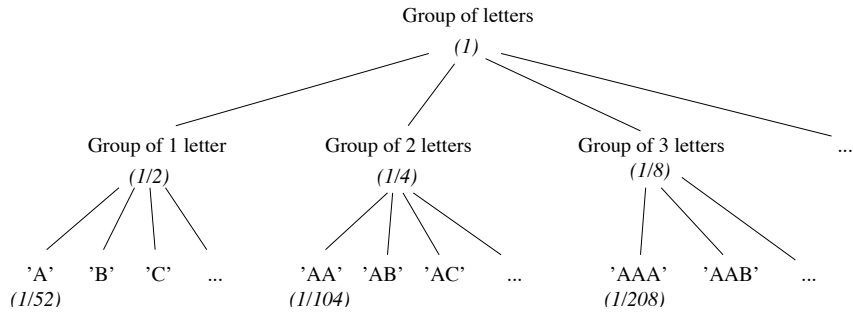 Group of letters
(1)
Group of 1 letter Group of 2 letters Group of 3 letters ...
(1/2) (1/4) (1/8)
'A' 'B' 'C' ... 'AA' 'AB' 'AC' ... 'AAA' 'AAB' ...
(1/52) (1/104) (1/208)